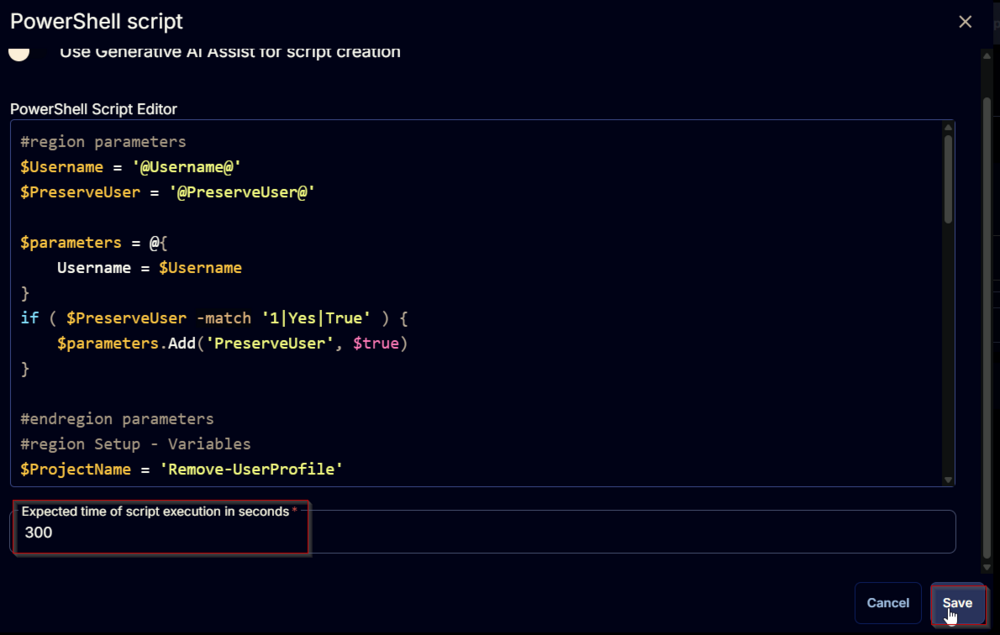 PowerShell script
Use Generative AI Assist for script creation
PowerShell Script Editor
#region parameters
$Username = '@Username@'
$PreserveUser = '@PreserveUser@'
$parameters = @{
    Username = $Username
}
if ( $PreserveUser -match '1|Yes|True' ) {
    $parameters.Add('PreserveUser', $true)
}
#endregion parameters
#region Setup - Variables
$ProjectName = 'Remove-UserProfile'
Expected time of script execution in seconds *
300
Cancel Save